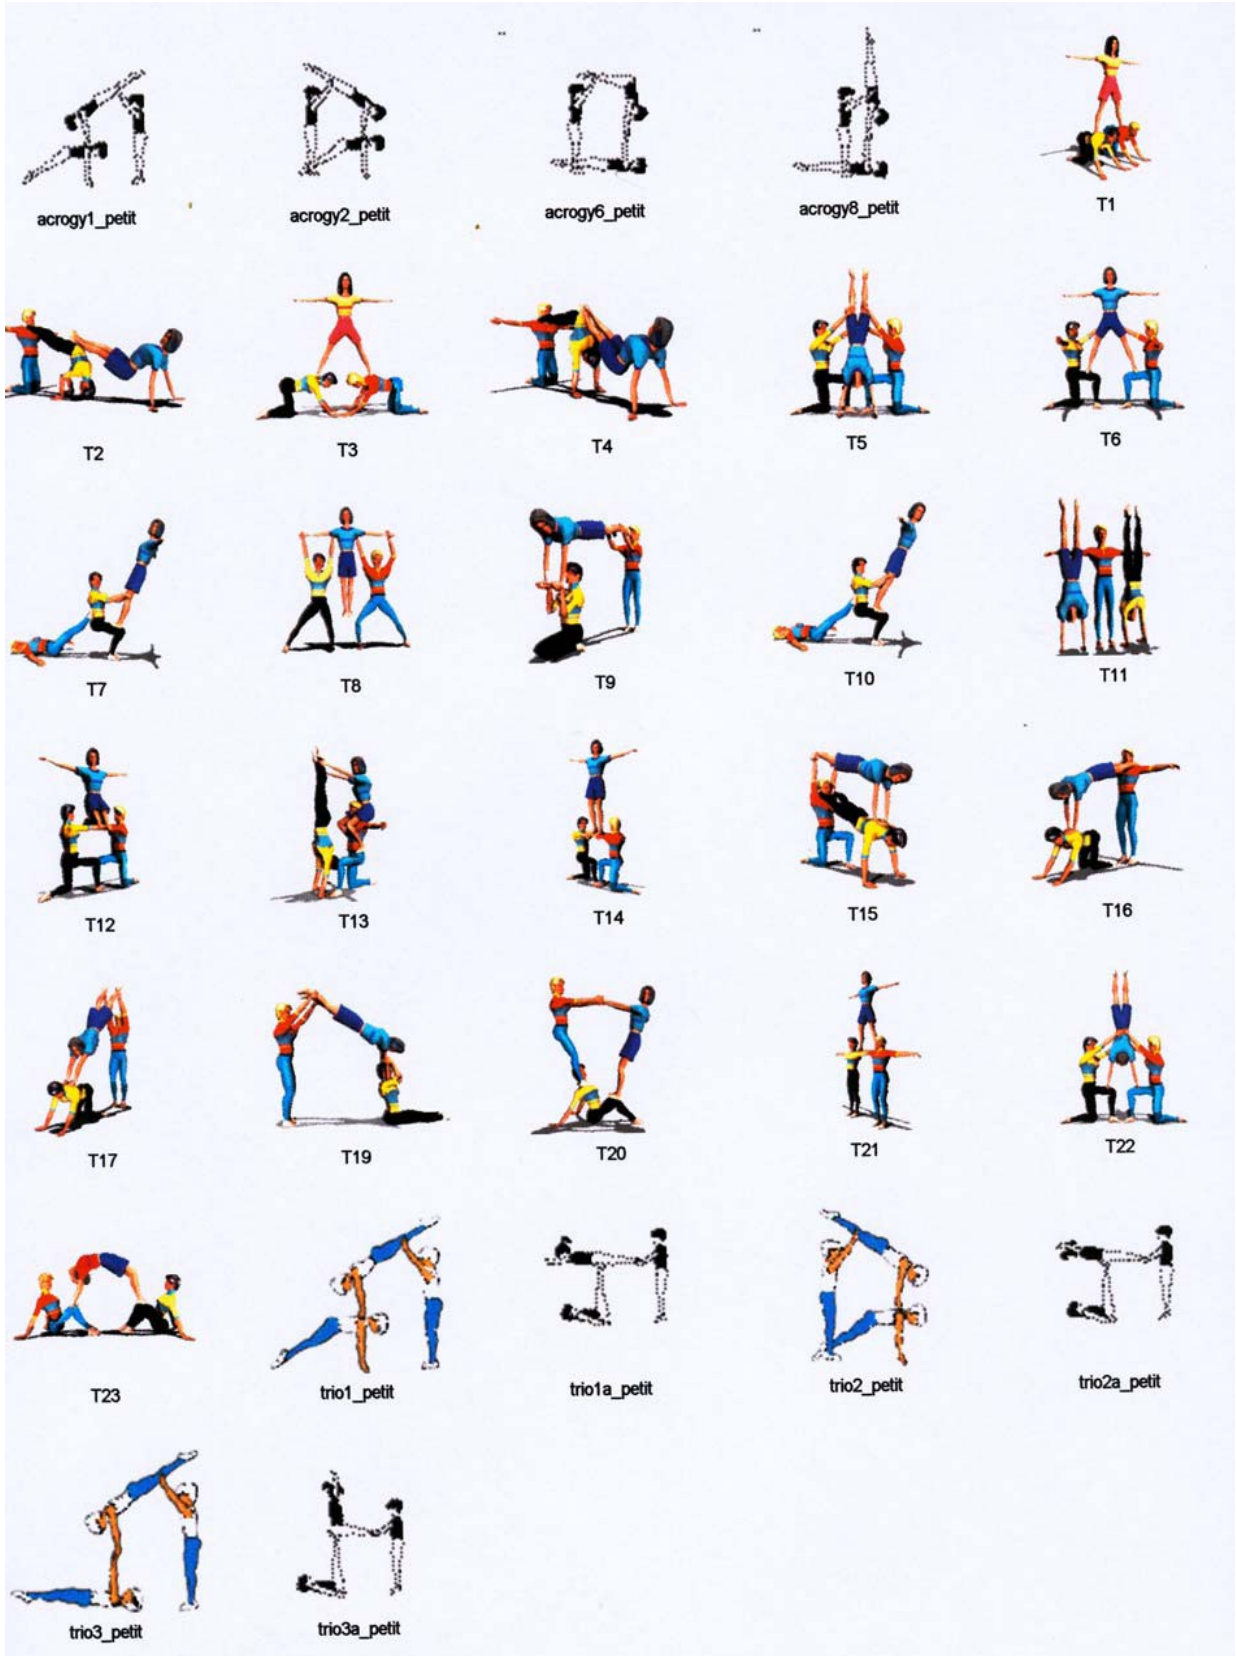 acrogy1_petit
acrogy2_petit
acrogy6_petit
acrogy8_petit
T1
T2
T3
T4
T5
T6
T7
T8
T9
T10
T11
T12
T13
T14
T15
T16
T17
T19
T20
T21
T22
T23
trio1_petit
trio1a_petit
trio2_petit
trio2a_petit
trio3_petit
trio3a_petit